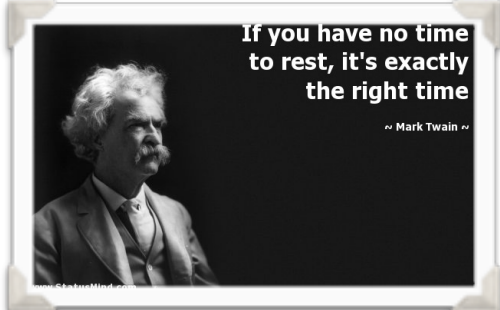 If you have no time
to rest, it's exactly
the right time
~ Mark Twain ~
www.StatusMind.com